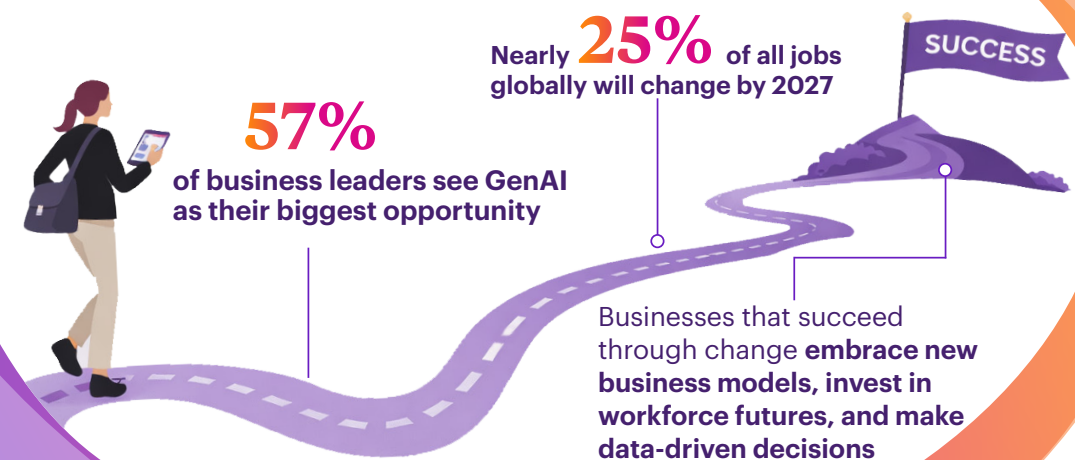 Nearly 25% of all jobs
globally will change by 2027
SUCCESS
57%
of business leaders see GenAI
as their biggest opportunity
Businesses that succeed
through change embrace new
business models, invest in
workforce futures, and make
data-driven decisions